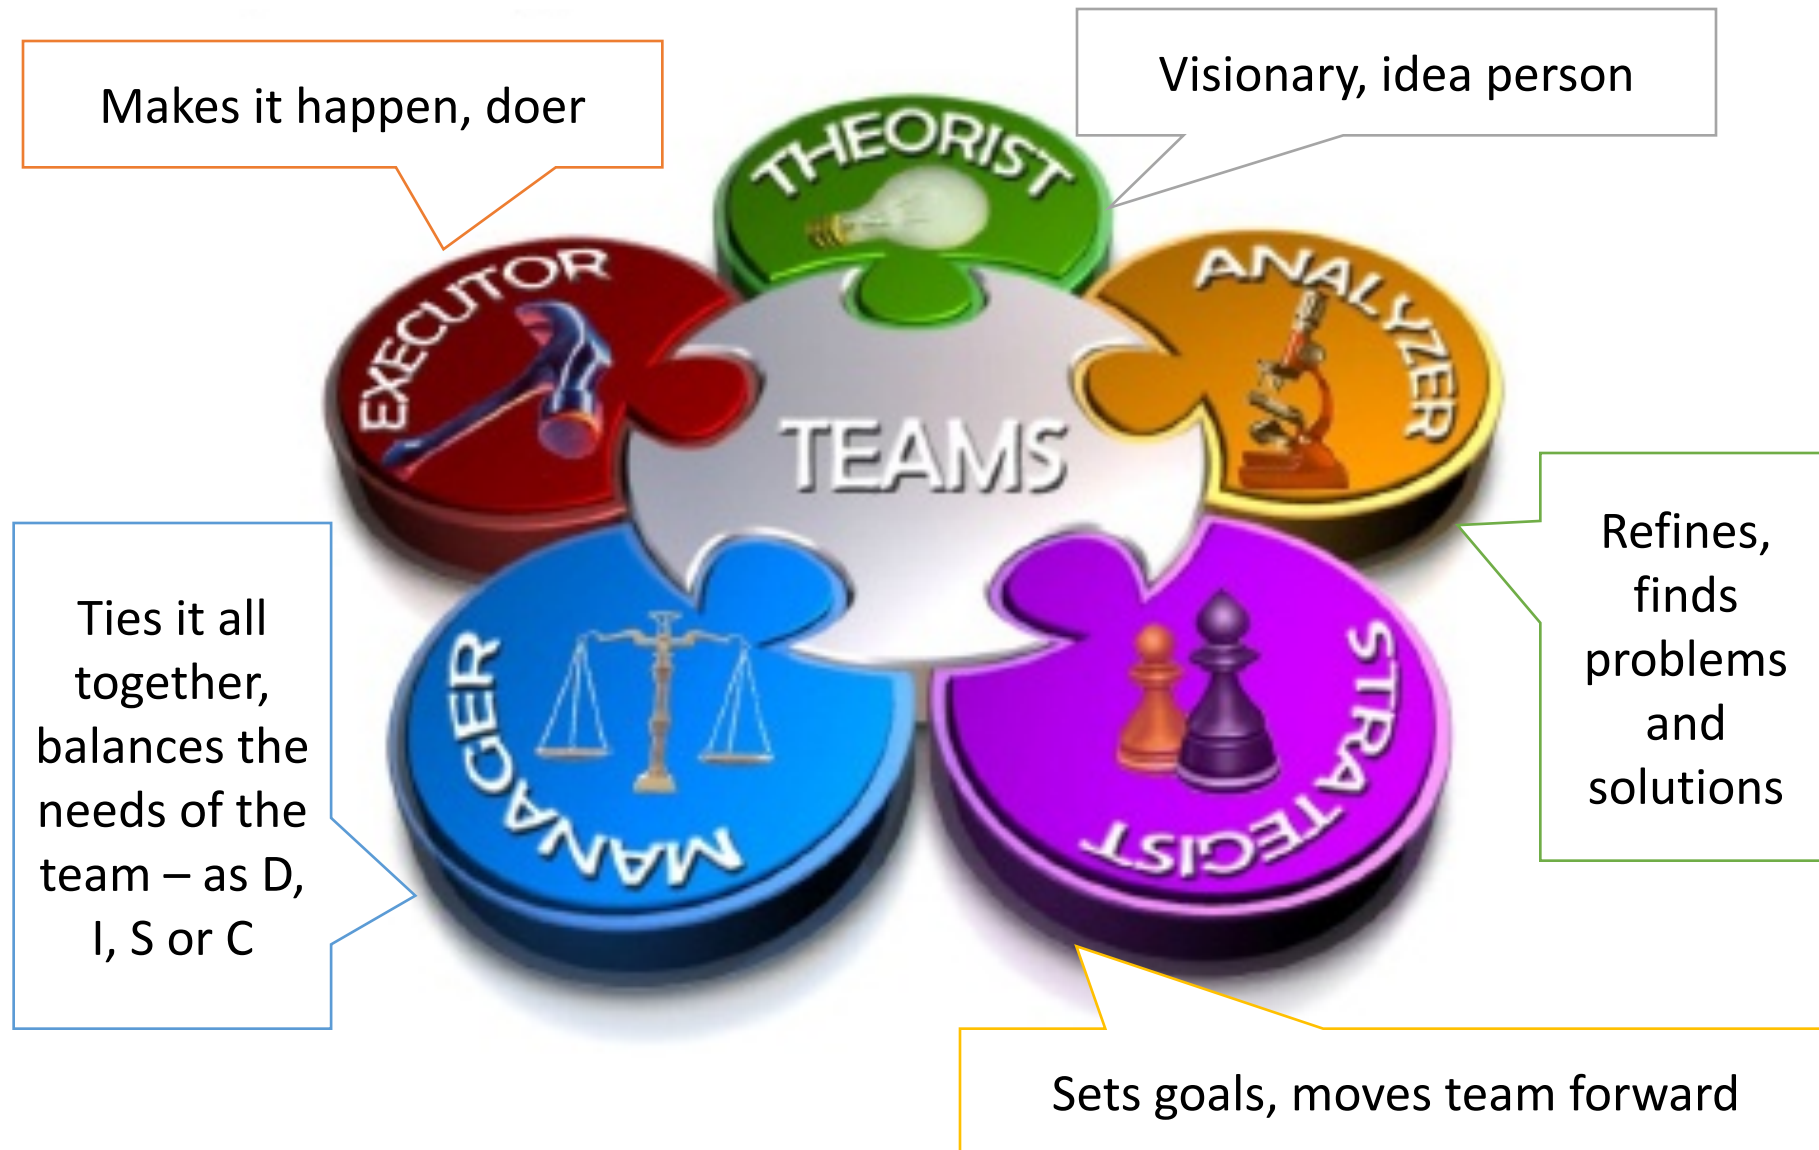 Makes it happen, doer
Visionary, idea person
THEORIST
EXECUTOR
ANALYZER
TEAMS
Refines,
finds
problems
and
solutions
Ties it all
together,
balances the
needs of the
team – as D,
I, S or C
MANAGER
STRATEGIST
Sets goals, moves team forward